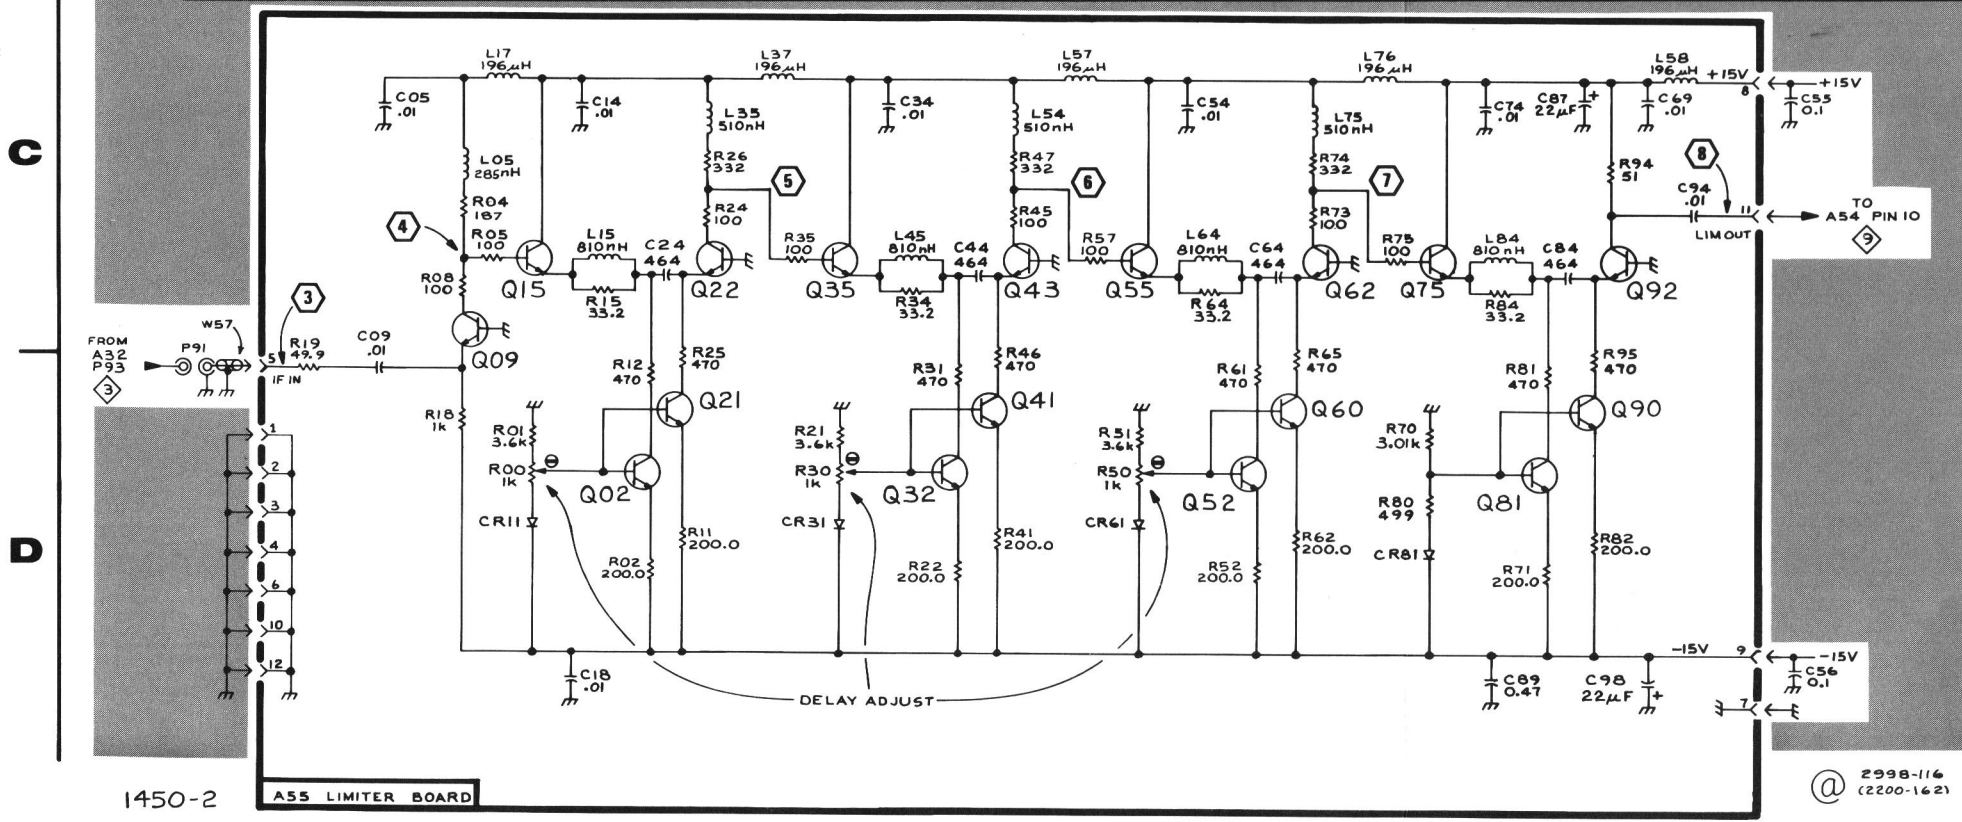 C
D
L17
196µH
L37
196µH
L57
196µH
L76
196µH
L58
196µH
+15V
8
+15V
C05
.01
C14
.01
C34
.01
C54
.01
C74
.01
C87
22µF
+
C69
.01
C55
0.1
L05
285nH
L35
510nH
L54
510nH
L75
510nH
R26
332
R47
332
R74
332
R94
51
5
6
7
8
R04
187
R24
100
R45
100
R73
100
C94
.01
11
TO
A54 PIN 10
9
LIM OUT
4
R05
100
L15
810nH
C24
464
R35
100
L45
810nH
C44
464
R57
100
L64
810nH
C64
464
R75
100
L84
810nH
C84
464
R08
100
Q15
R15
33.2
Q22
Q35
R34
33.2
Q43
Q55
R64
33.2
Q62
Q75
R84
33.2
Q92
3
W57
FROM
A32
P93
3
P91
5
R19
49.9
IF IN
C09
.01
Q09
R18
1k
R12
470
R25
470
R31
470
R46
470
R61
470
R65
470
R81
470
R95
470
Q21
Q41
Q60
Q90
R01
3.6k
R00
1k
R21
3.6k
R30
1k
R51
3.6k
R50
1k
R70
3.01k
R80
499
Q02
Q32
Q52
Q81
CR11
CR31
CR61
CR81
R02
200.0
R11
200.0
R22
200.0
R41
200.0
R52
200.0
R62
200.0
R71
200.0
R82
200.0
1
2
3
4
6
10
12
C18
.01
DELAY ADJUST
C89
0.47
C98
22µF
+
-15V
9
-15V
C56
0.1
7
1450-2
A55 LIMITER BOARD
@
2998-116
(2200-162)